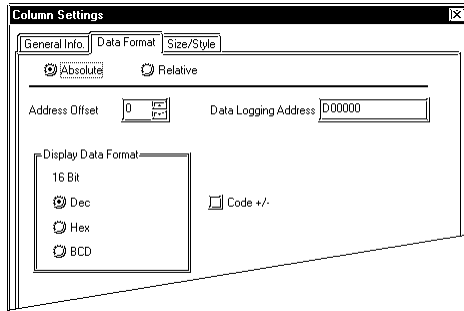 Column Settings
General Info. Data Format Size/Style
Absolute Relative
Address Offset 0 Data Logging Address D00000
Display Data Format
16 Bit
Dec Code +/-
Hex
BCD